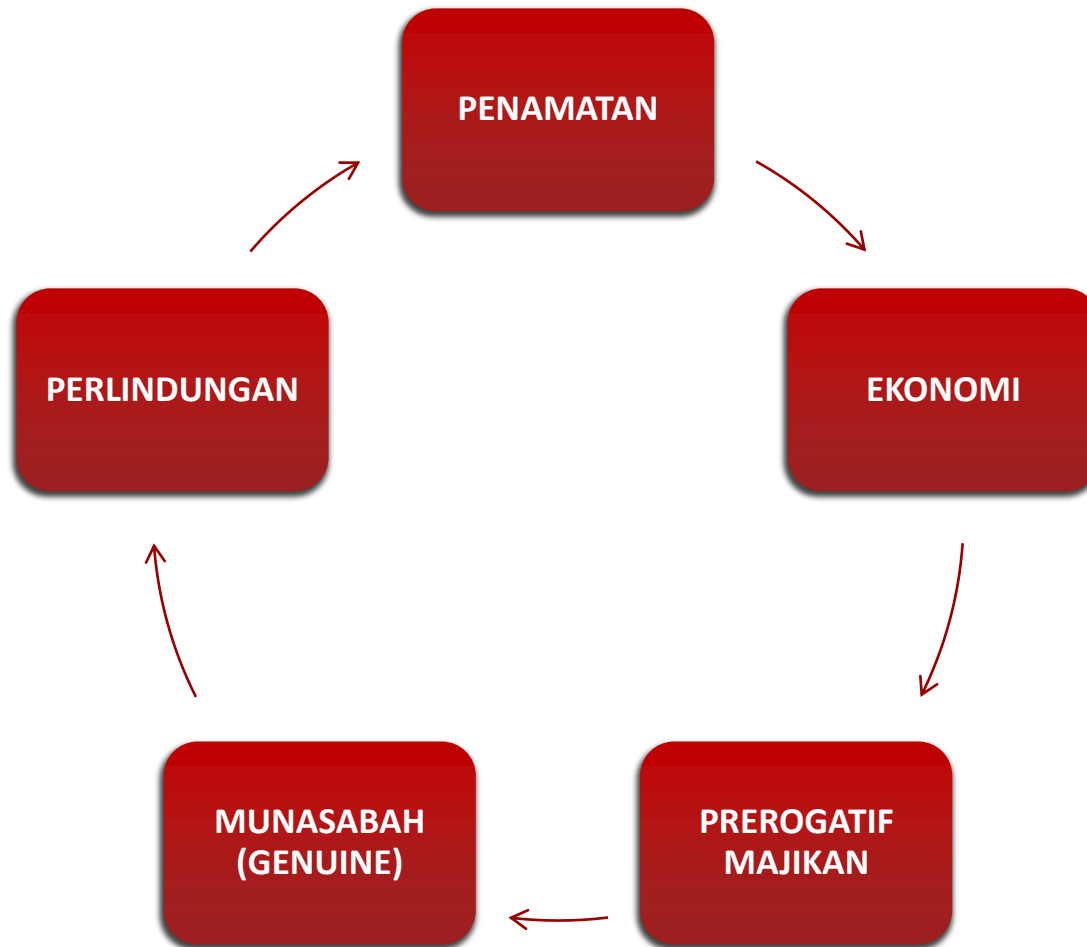 PENAMATAN
EKONOMI
PREROGATIF
MAJIKAN
MUNASABAH
(GENUINE)
PERLINDUNGAN